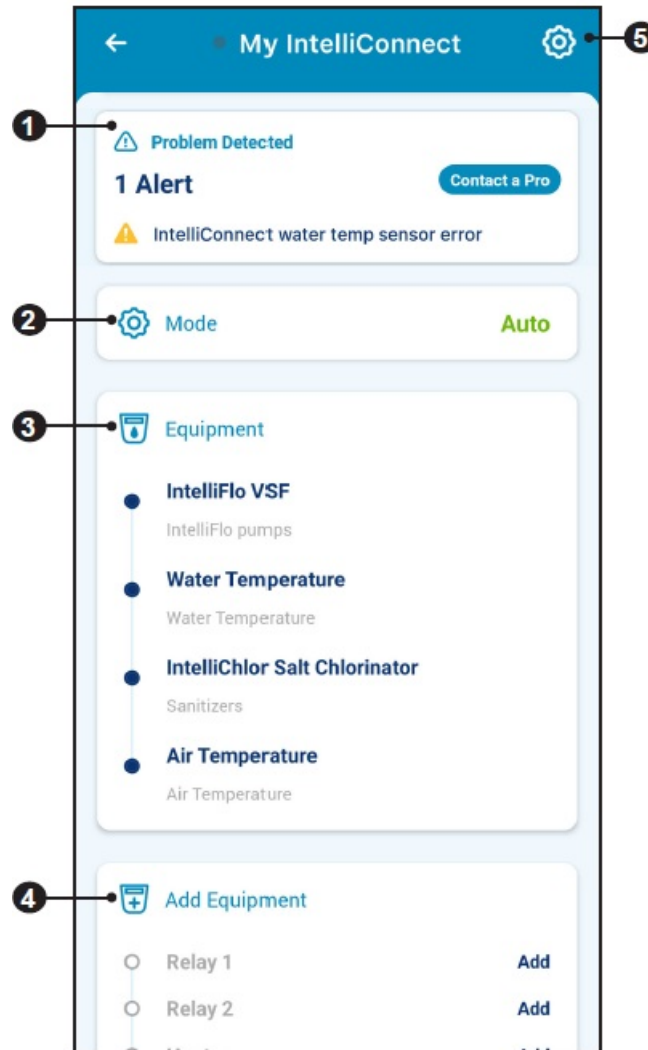 My IntelliConnect
5
1
Problem Detected
1 Alert
Contact a Pro
IntelliConnect water temp sensor error
2
Mode
Auto
3
Equipment
IntelliFlo VSF
IntelliFlo pumps
Water Temperature
Water Temperature
IntelliChlor Salt Chlorinator
Sanitizers
Air Temperature
Air Temperature
4
Add Equipment
Relay 1
Add
Relay 2
Add